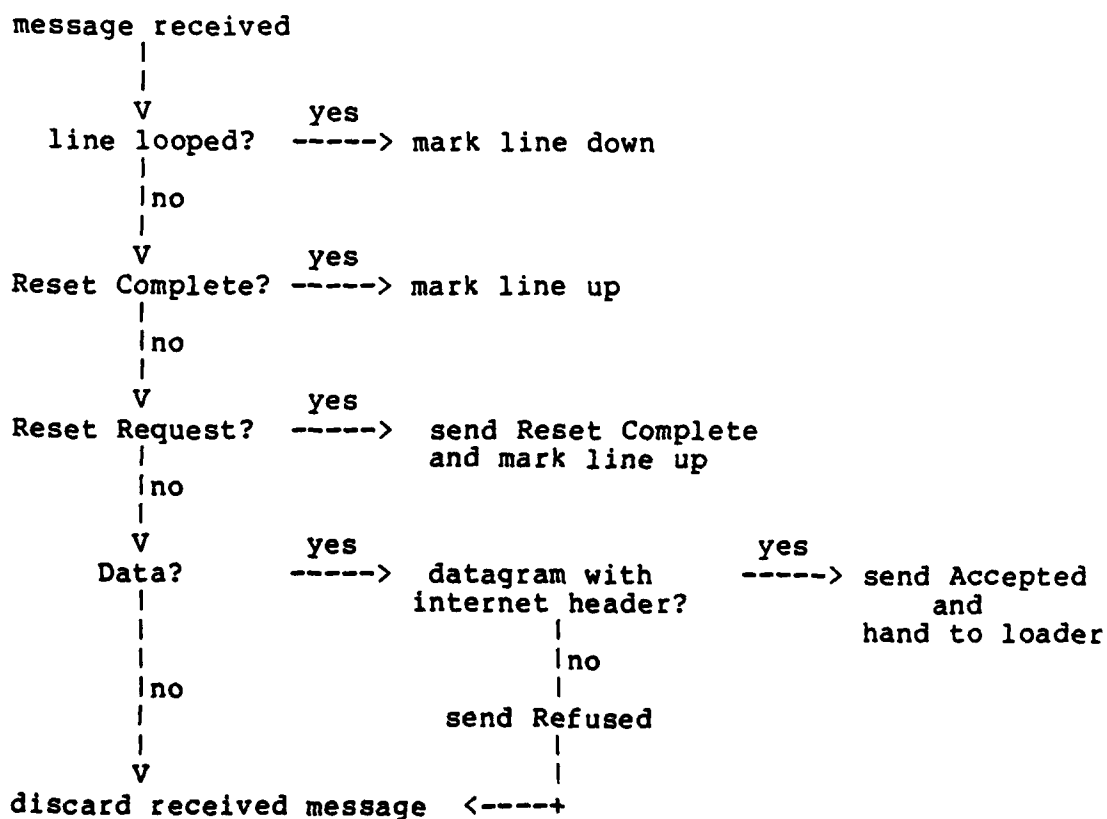 message received
yes
line looped? -----> mark line down
no
yes
Reset Complete? -----> mark line up
no
yes
Reset Request? -----> send Reset Complete
and mark line up
no
yes yes
Data? -----> datagram with -----> send Accepted
internet header? and
hand to loader
no
no
send Refused
discard received message <----+